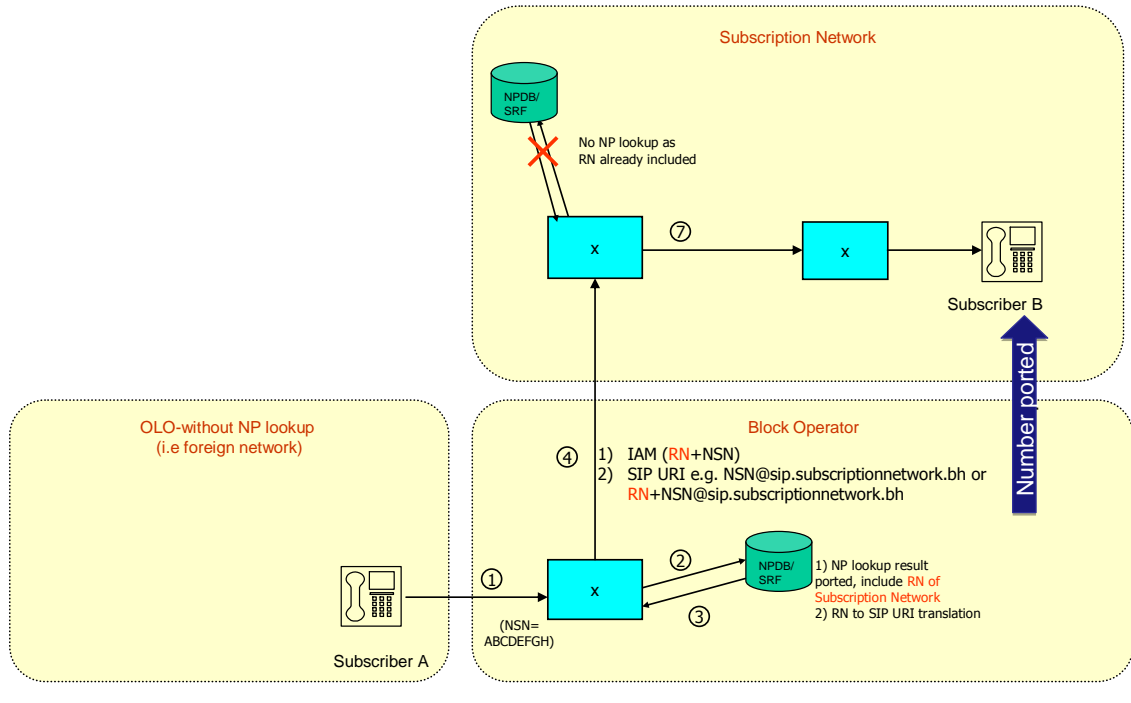 Subscription Network
NPDB/
SRF
No NP lookup as
RN already included
x
⑦
x
Subscriber B
Number ported
OLO-without NP lookup
(i.e foreign network)
Block Operator
④
1) IAM (RN+NSN)
2) SIP URI e.g. NSN@sip.subscriptionnetwork.bh or
RN+NSN@sip.subscriptionnetwork.bh
①
x
②
③
NPDB/
SRF
1) NP lookup result
ported, include RN of
Subscription Network
2) RN to SIP URI translation
(NSN=
ABCDEFGH)
Subscriber A